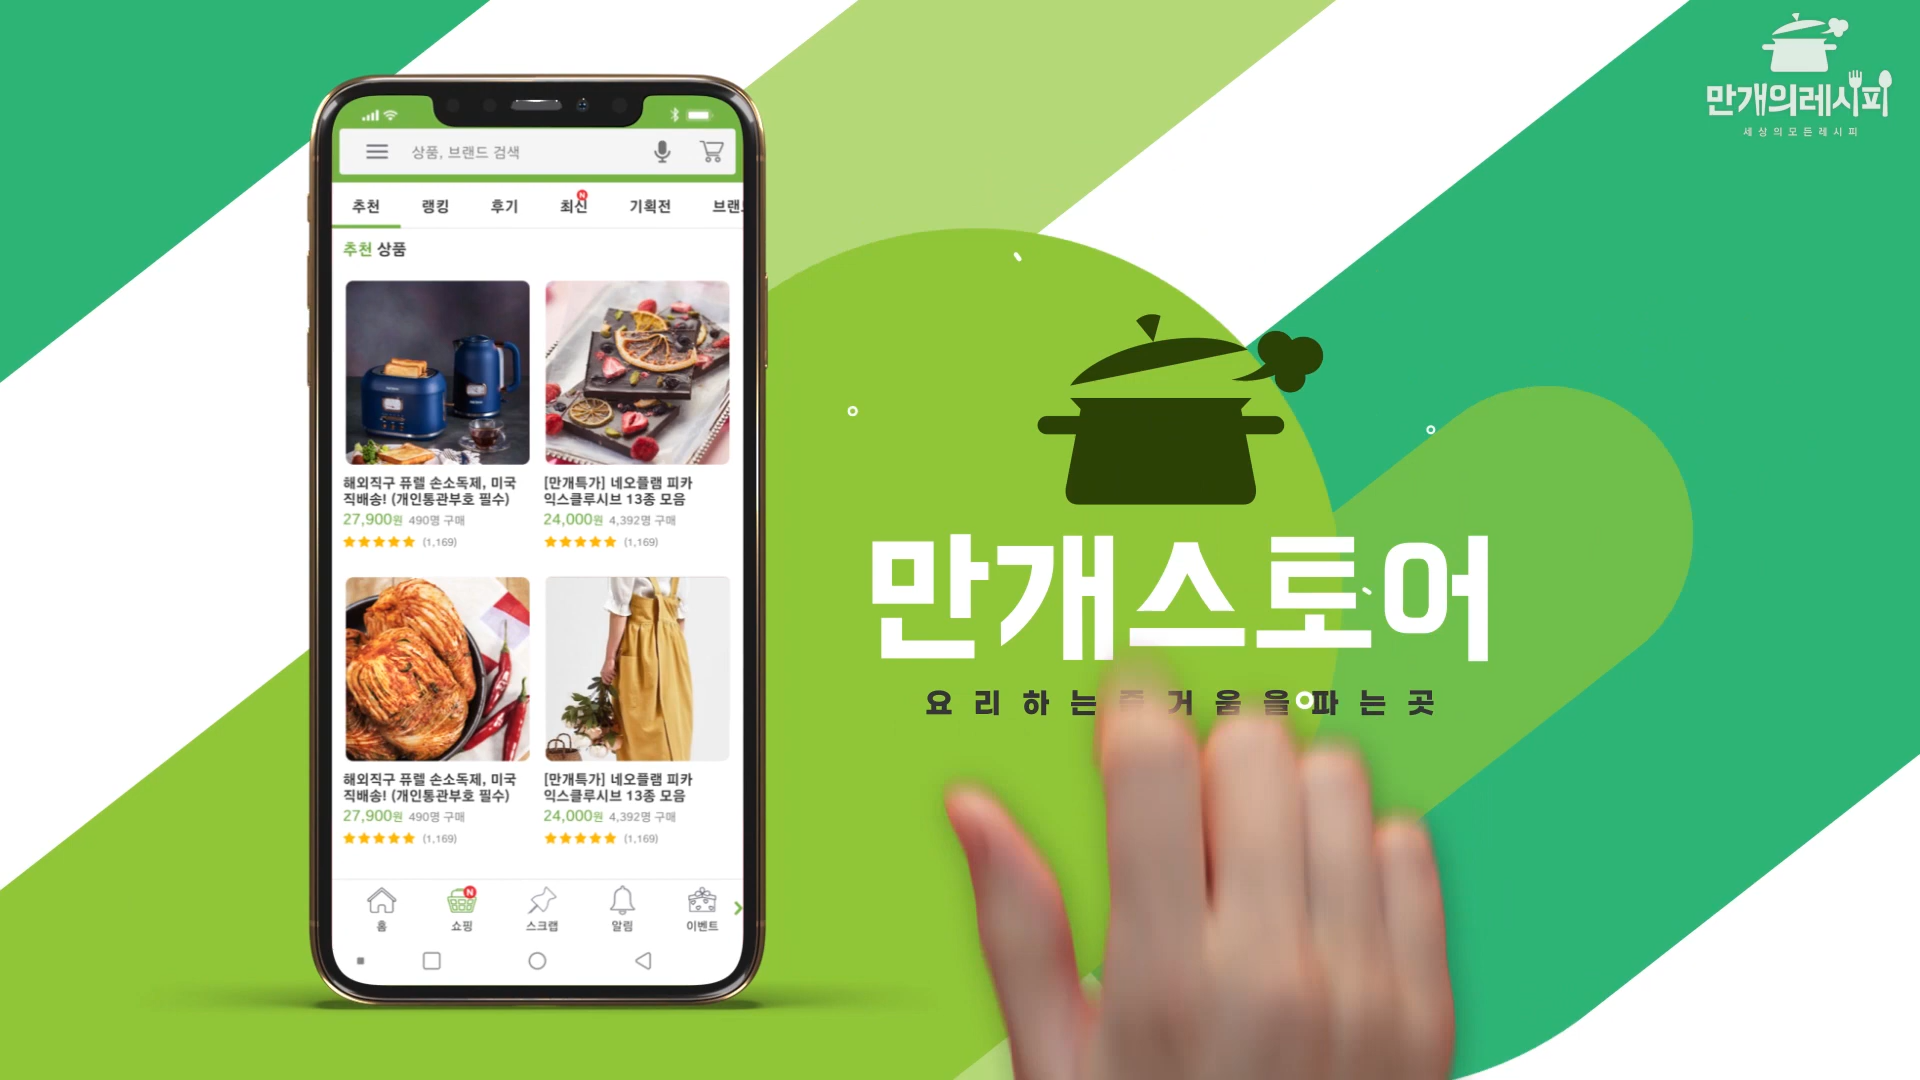 만개의레시피
세상의모든레시피
상품, 브랜드 검색
추천 랭킹 후기 최신 기획전
N
추천 상품
해외직구 퓨렐 손소독제, 미국
직배송! (개인통관부호 필수)
27,900원 490명 구매
(1,169)
[만개특가] 네오플램 피카
익스클루시브 13종 모음
24,000원 4,392명 구매
(1,169)
해외직구 퓨렐 손소독제, 미국
직배송! (개인통관부호 필수)
27,900원 490명 구매
(1,169)
[만개특가] 네오플램 피카
익스클루시브 13종 모음
24,000원 4,392명 구매
(1,169)
N
홈 쇼핑 스크랩 알림 이벤트
만개스토어
요리하는 거움을 파는 곳